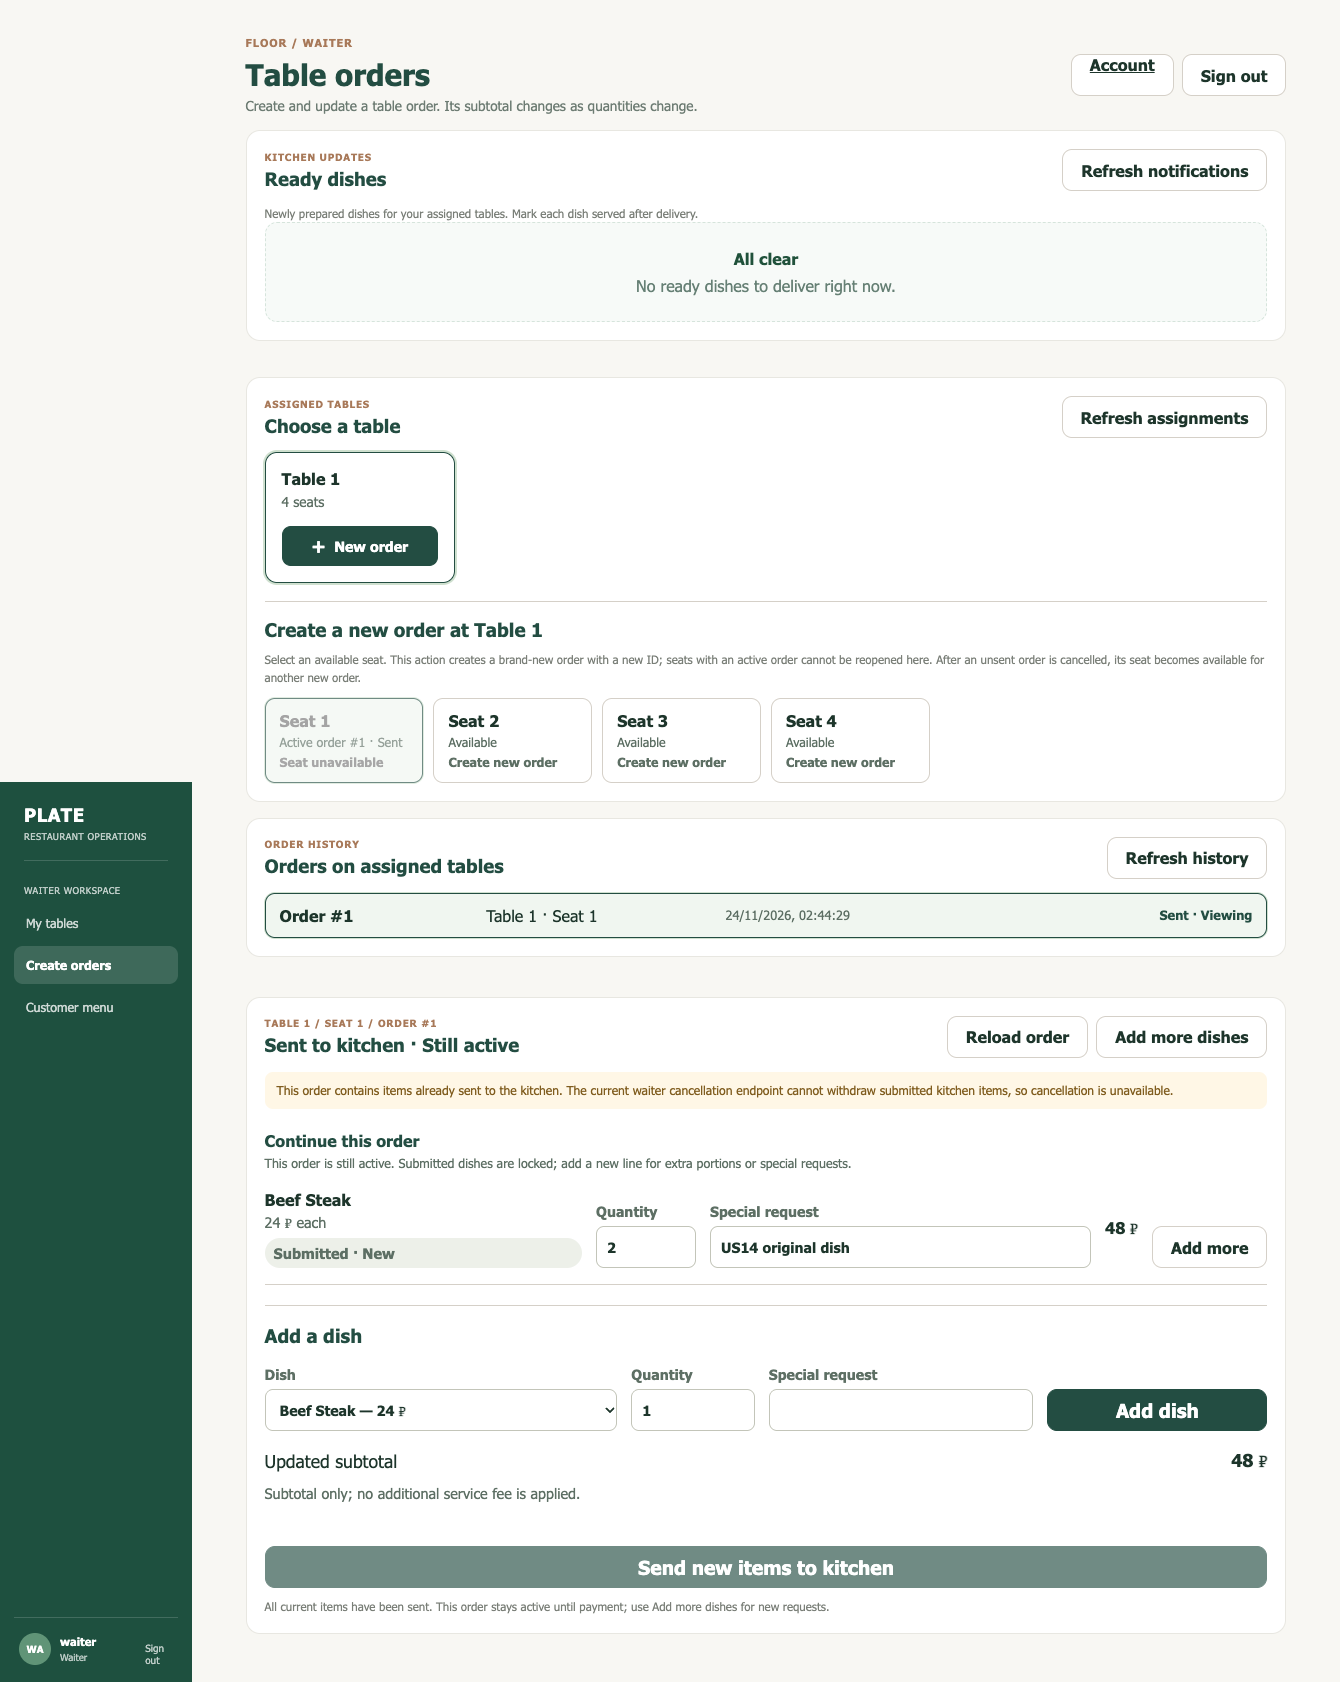 FLOOR / WAITER
Table orders
Create and update a table order. Its subtotal changes as quantities change.
Account
Sign out
KITCHEN UPDATES
Ready dishes
Refresh notifications
Newly prepared dishes for your assigned tables. Mark each dish served after delivery.
All clear
No ready dishes to deliver right now.
ASSIGNED TABLES
Choose a table
Refresh assignments
Table 1
4 seats
+ New order
Create a new order at Table 1
Select an available seat. This action creates a brand-new order with a new ID; seats with an active order cannot be reopened here. After an unsent order is cancelled, its seat becomes available for
another new order.
Seat 1
Active order #1 · Sent
Seat unavailable
Seat 2
Available
Create new order
Seat 3
Available
Create new order
Seat 4
Available
Create new order
ORDER HISTORY
Orders on assigned tables
Refresh history
Order #1 Table 1 · Seat 1 24/11/2026, 02:44:29 Sent · Viewing
TABLE 1 / SEAT 1 / ORDER #1
Sent to kitchen · Still active
Reload order
Add more dishes
This order contains items already sent to the kitchen. The current waiter cancellation endpoint cannot withdraw submitted kitchen items, so cancellation is unavailable.
Continue this order
This order is still active. Submitted dishes are locked; add a new line for extra portions or special requests.
Beef Steak
24 ₽ each
Submitted · New
Quantity
2
Special request
US14 original dish
48 ₽
Add more
Add a dish
Dish
Beef Steak — 24 ₽
Quantity
1
Special request
Add dish
Updated subtotal 48 ₽
Subtotal only; no additional service fee is applied.
Send new items to kitchen
All current items have been sent. This order stays active until payment; use Add more dishes for new requests.
PLATE
RESTAURANT OPERATIONS
WAITER WORKSPACE
My tables
Create orders
Customer menu
WA
waiter
Waiter
Sign
out